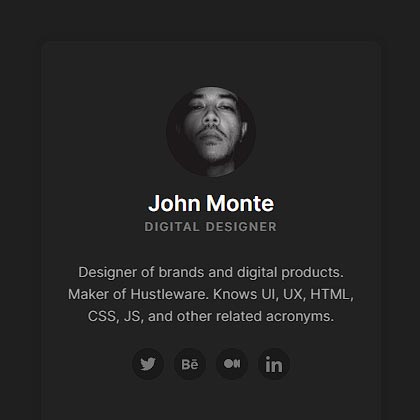 John Monte
DIGITAL DESIGNER
Designer of brands and digital products.
Maker of Hustleware. Knows UI, UX, HTML,
CSS, JS, and other related acronyms.
Bē
in